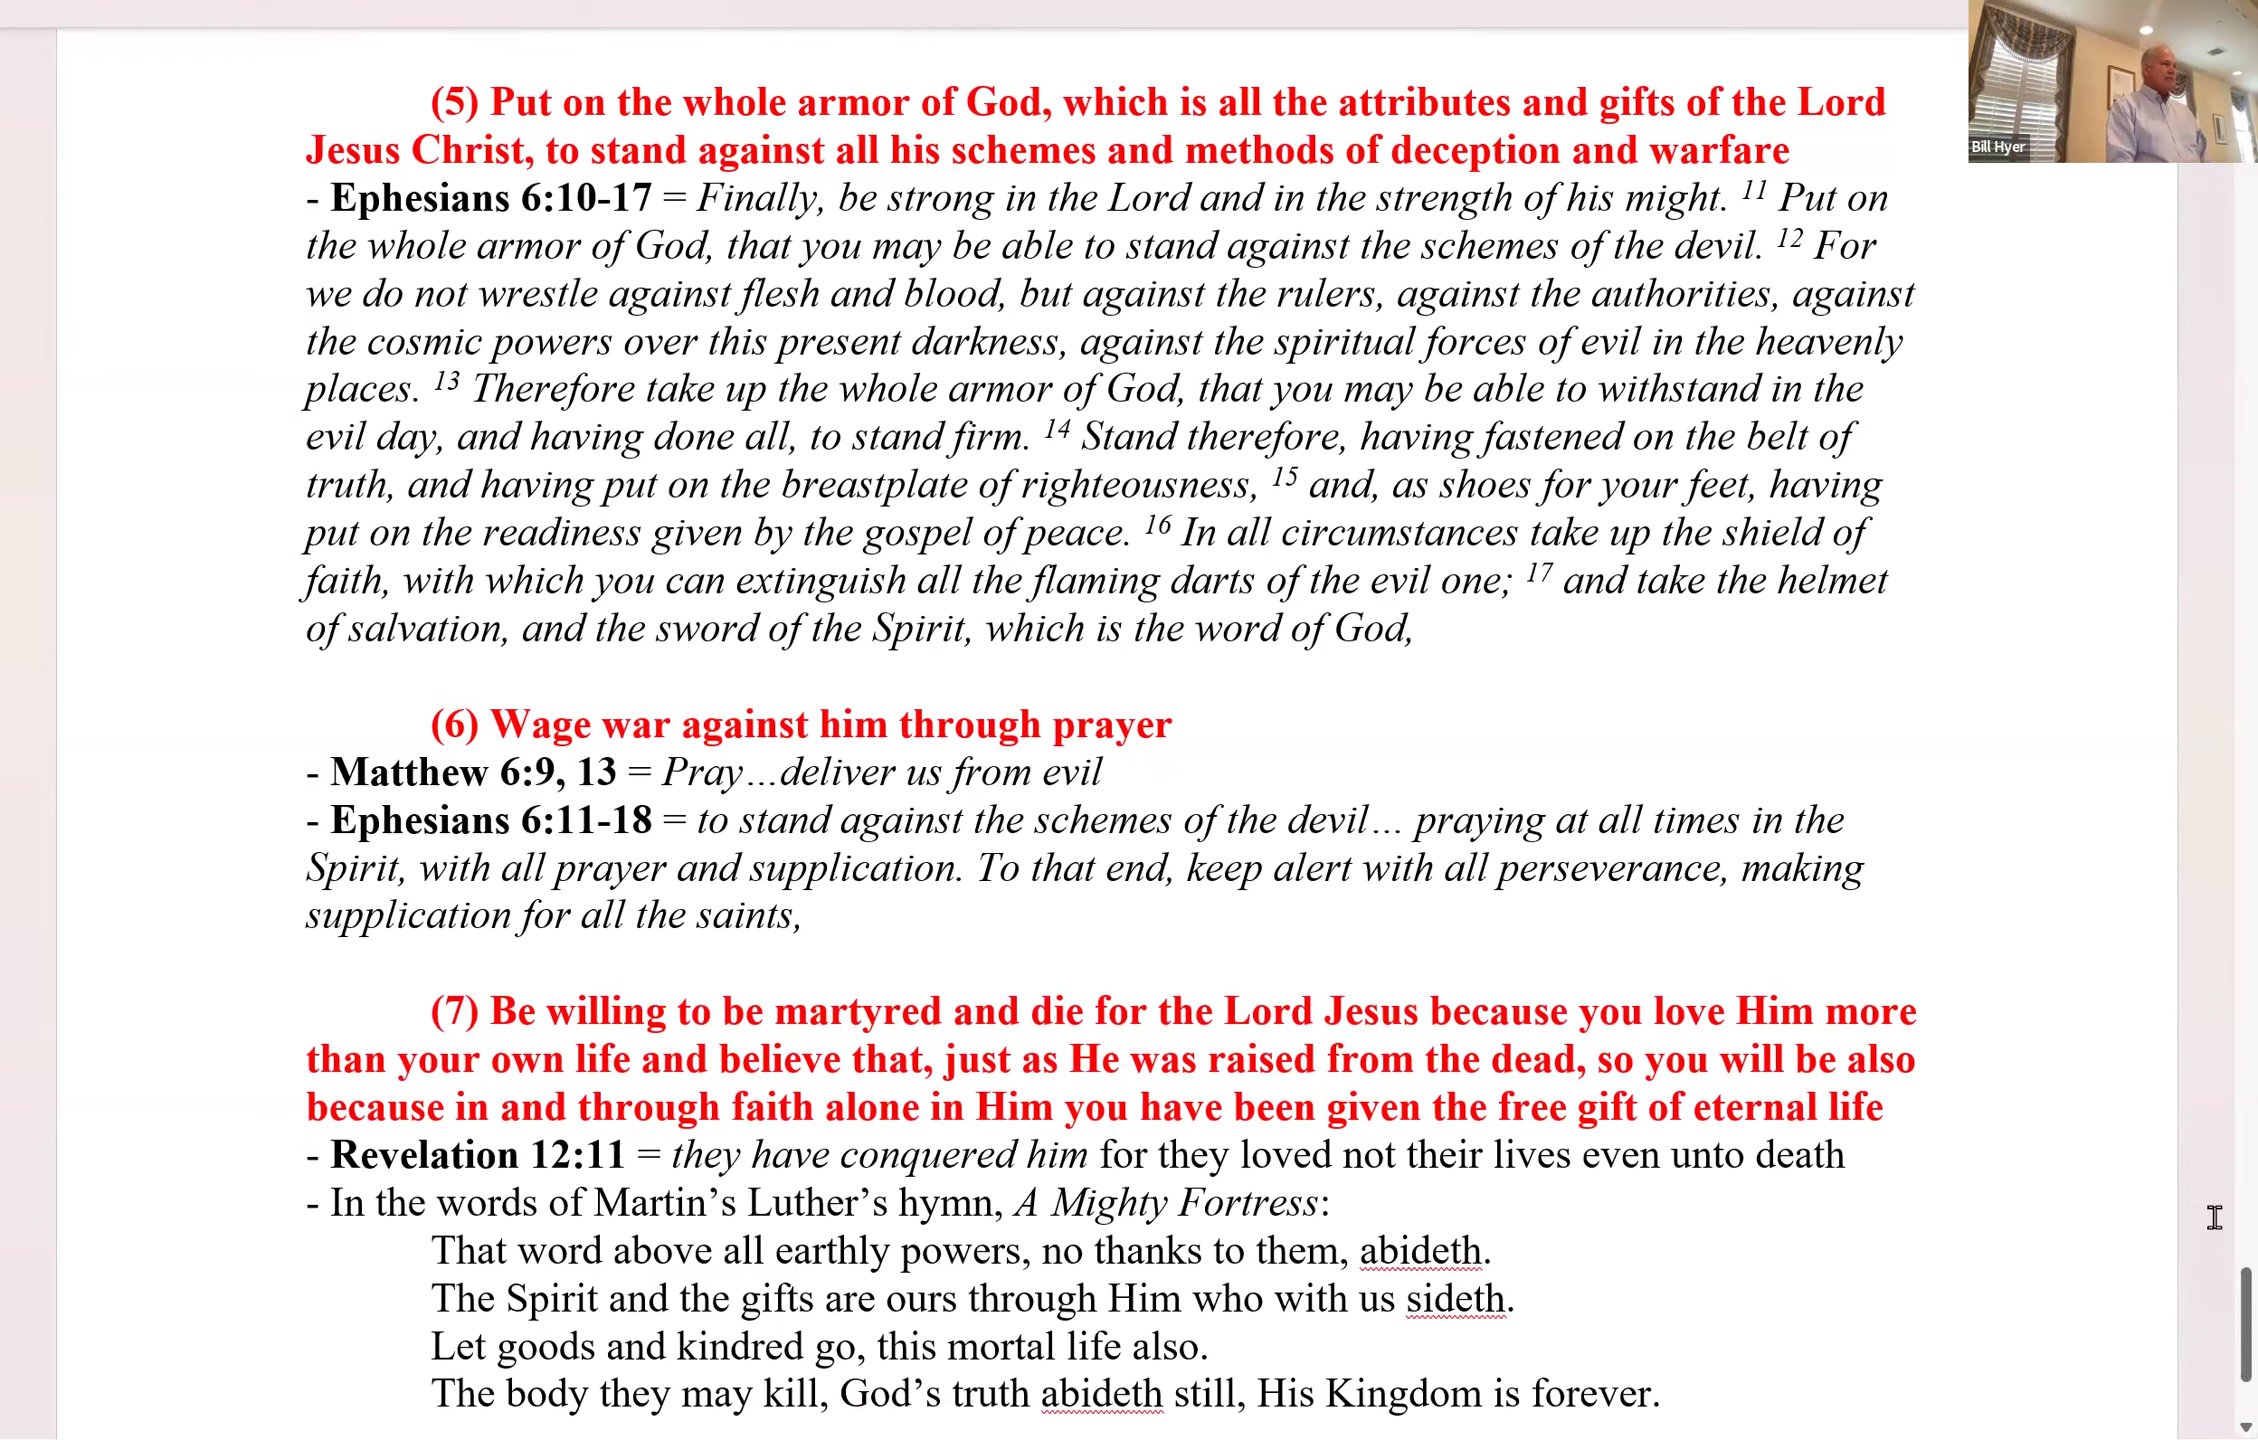 (5) Put on the whole armor of God, which is all the attributes and gifts of the Lord
Jesus Christ, to stand against all his schemes and methods of deception and warfare
- Ephesians 6:10-17 = Finally, be strong in the Lord and in the strength of his might. 11 Put on
the whole armor of God, that you may be able to stand against the schemes of the devil. 12 For
we do not wrestle against flesh and blood, but against the rulers, against the authorities, against
the cosmic powers over this present darkness, against the spiritual forces of evil in the heavenly
places. 13 Therefore take up the whole armor of God, that you may be able to withstand in the
evil day, and having done all, to stand firm. 14 Stand therefore, having fastened on the belt of
truth, and having put on the breastplate of righteousness, 15 and, as shoes for your feet, having
put on the readiness given by the gospel of peace. 16 In all circumstances take up the shield of
faith, with which you can extinguish all the flaming darts of the evil one; 17 and take the helmet
of salvation, and the sword of the Spirit, which is the word of God,
(6) Wage war against him through prayer
- Matthew 6:9, 13 = Pray…deliver us from evil
- Ephesians 6:11-18 = to stand against the schemes of the devil… praying at all times in the
Spirit, with all prayer and supplication. To that end, keep alert with all perseverance, making
supplication for all the saints,
(7) Be willing to be martyred and die for the Lord Jesus because you love Him more
than your own life and believe that, just as He was raised from the dead, so you will be also
because in and through faith alone in Him you have been given the free gift of eternal life
- Revelation 12:11 = they have conquered him for they loved not their lives even unto death
- In the words of Martin’s Luther’s hymn, A Mighty Fortress:
That word above all earthly powers, no thanks to them, abideth.
The Spirit and the gifts are ours through Him who with us sideth.
Let goods and kindred go, this mortal life also.
The body they may kill, God’s truth abideth still, His Kingdom is forever.
Bill Hyer